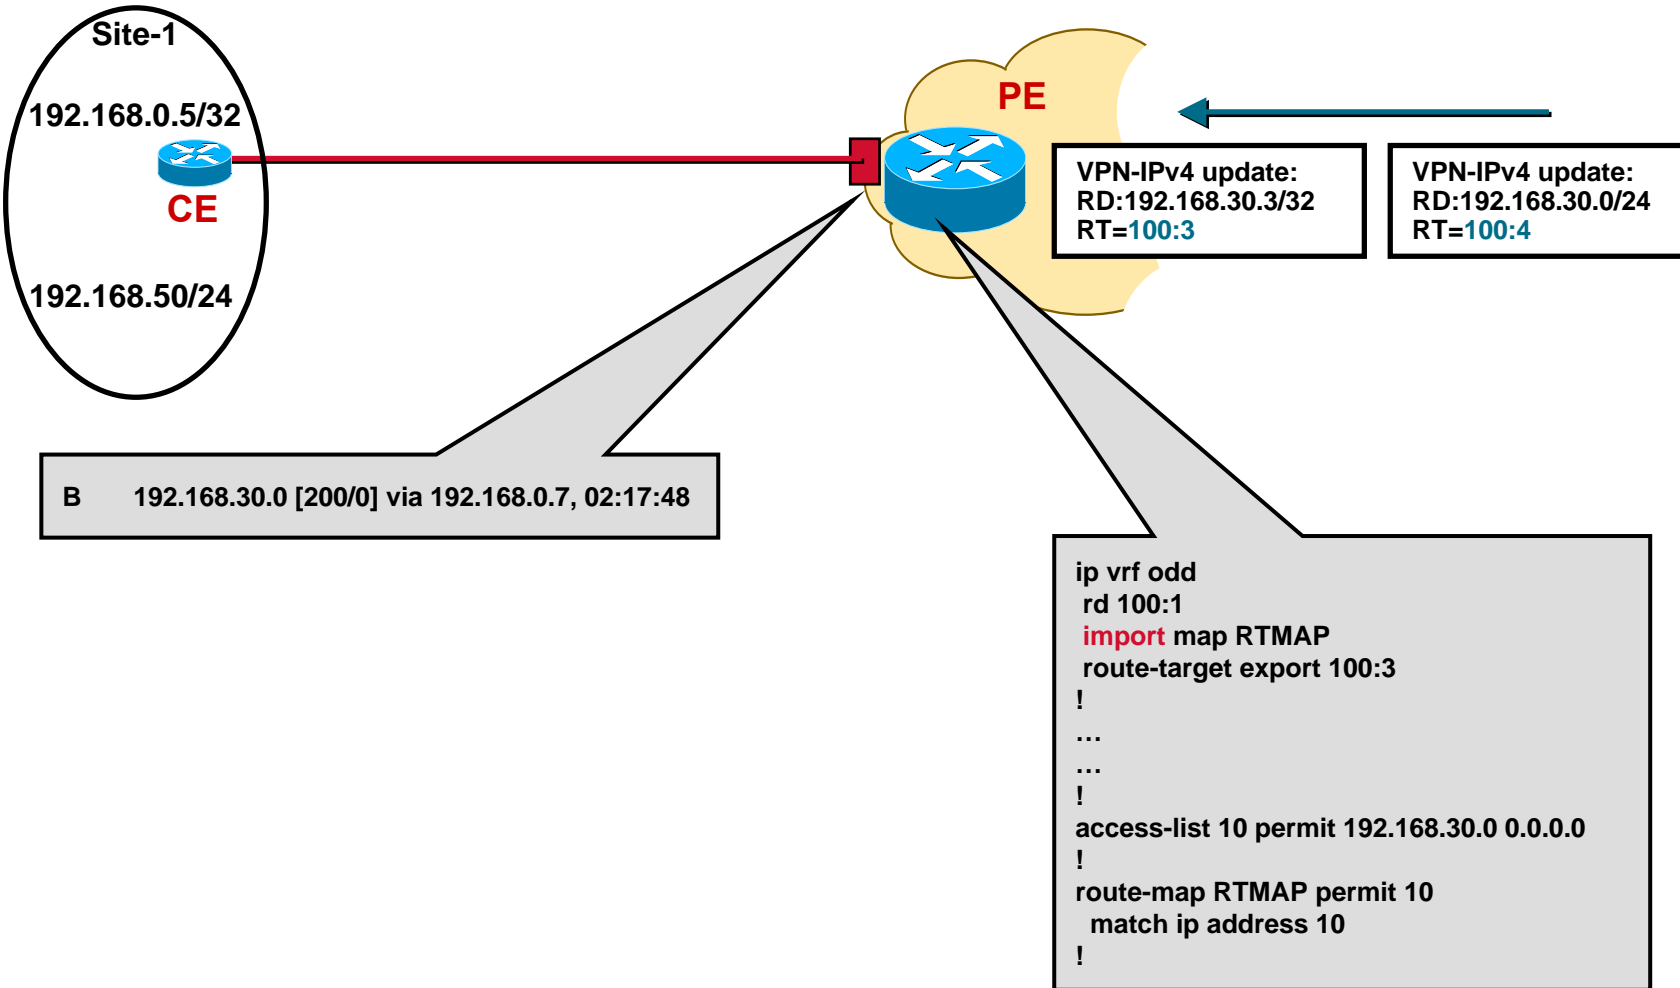 Site-1
192.168.0.5/32
CE
192.168.50/24
PE
VPN-IPv4 update:
RD:192.168.30.3/32
RT=100:3
VPN-IPv4 update:
RD:192.168.30.0/24
RT=100:4
B 192.168.30.0 [200/0] via 192.168.0.7, 02:17:48
ip vrf odd
rd 100:1
import map RTMAP
route-target export 100:3
!
…
…
!
access-list 10 permit 192.168.30.0 0.0.0.0
!
route-map RTMAP permit 10
match ip address 10
!